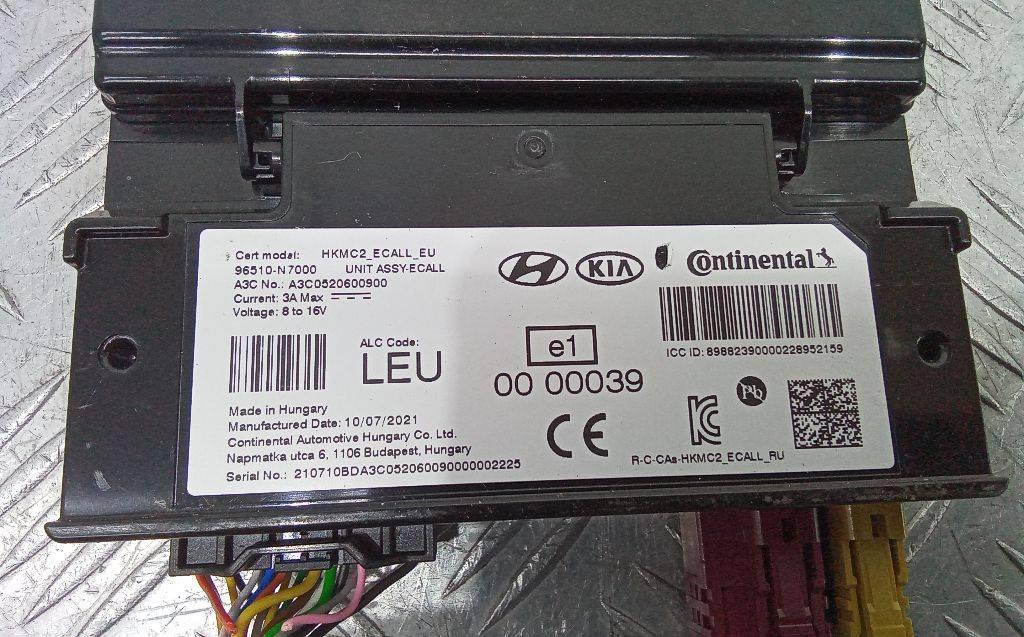 Cert model: HKMC2_ECALL_EU
96510-N7000 UNIT ASSY-ECALL
A3C No.: A3C0520600900
Current: 3A Max
Voltage: 8 to 16V
KIA
Continental
ICC ID: 89882390000228952159
ALC Code:
LEU
e1
00 00039
Made in Hungary
Manufactured Date: 10/07/2021
Continental Automotive Hungary Co. Ltd.
Napmatka utca 6, 1106 Budapest, Hungary
Serial No.: 210710BDA3C0520600900000002225
CE
Pb
R-C-CAs-HKMC2_ECALL_RU